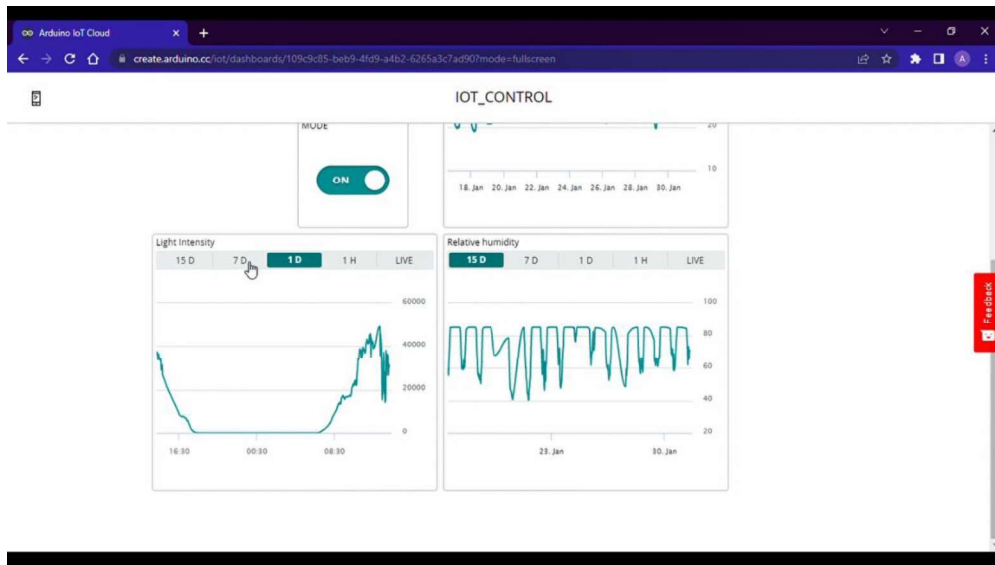 Arduino IoT Cloud
create.arduino.cc/iot/dashboards/109c9c85-beb9-4fd9-a4b2-6265a3c7ad90?mode=fullscreen
A
IOT_CONTROL
MODE
ON
20
10
18. Jan 20. Jan 22. Jan 24. Jan 26. Jan 28. Jan 30. Jan
Light Intensity
15 D 7 D 1 D 1 H LIVE
60000
40000
20000
0
16:30 00:30 08:30
Relative humidity
15 D 7 D 1 D 1 H LIVE
100
80
60
40
20
23. Jan 30. Jan
Feedback